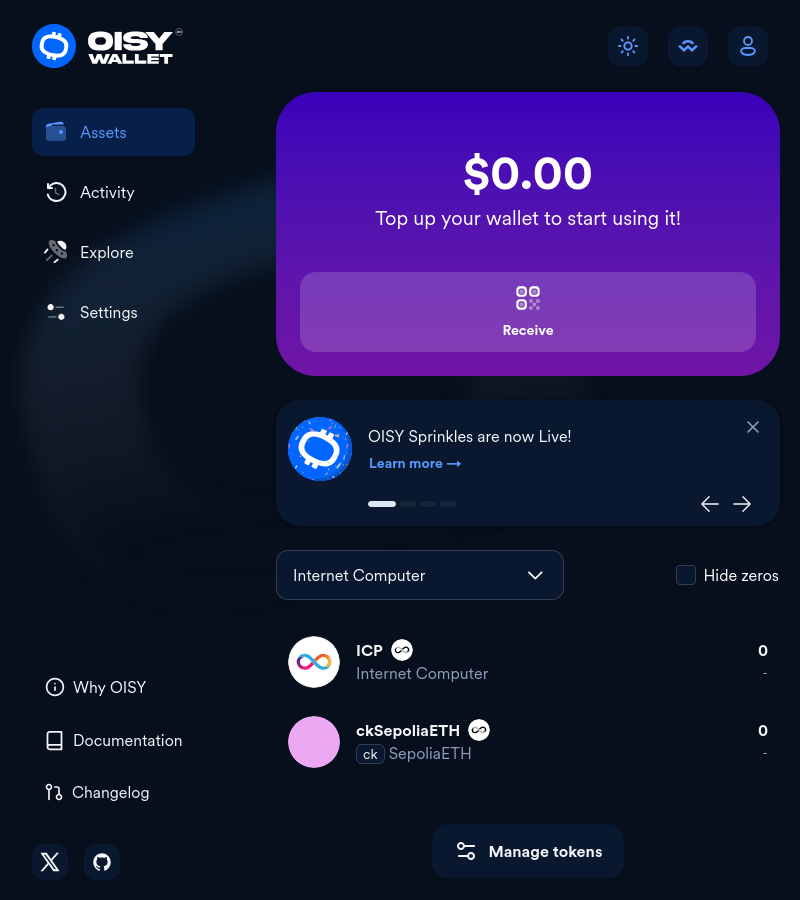 OISY
WALLET
Assets
Activity
Explore
Settings
$0.00
Top up your wallet to start using it!
Receive
OISY Sprinkles are now Live!
Learn more →
Internet Computer
Hide zeros
ICP
0
Internet Computer
-
ckSepoliaETH
0
ck SepoliaETH
-
Why OISY
Documentation
Changelog
Manage tokens